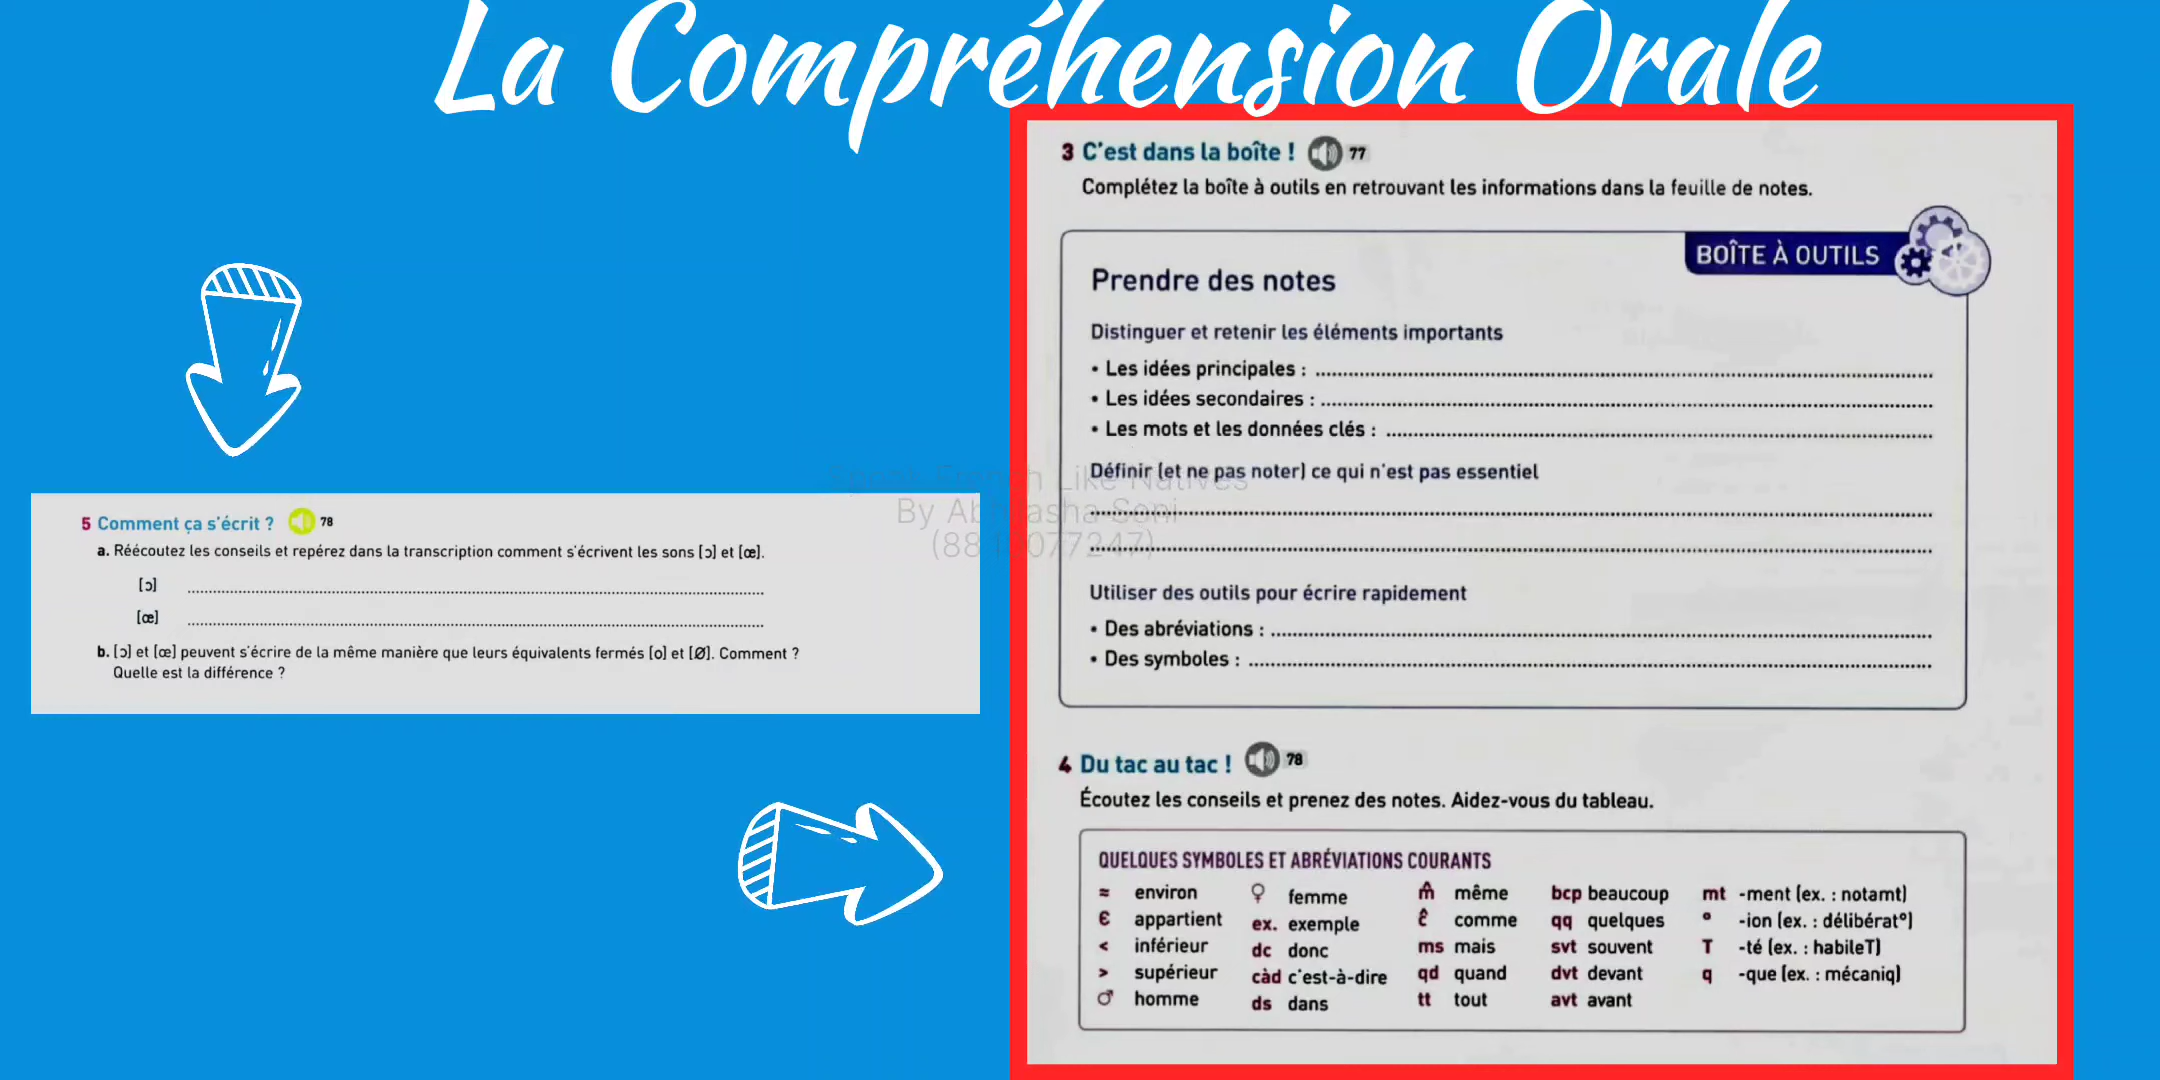 La Compréhension Orale
3 C'est dans la boîte ! 77
Complétez la boîte à outils en retrouvant les informations dans la feuille de notes.
BOÎTE À OUTILS
Prendre des notes
Distinguer et retenir les éléments importants
• Les idées principales :
• Les idées secondaires :
• Les mots et les données clés :
Définir (et ne pas noter) ce qui n'est pas essentiel
Utiliser des outils pour écrire rapidement
• Des abréviations :
• Des symboles :
4 Du tac au tac ! 78
Écoutez les conseils et prenez des notes. Aidez-vous du tableau.
QUELQUES SYMBOLES ET ABRÉVIATIONS COURANTS
≈ environ ♀ femme m̂ même bcp beaucoup mt -ment (ex. : notamt)
Є appartient ex. exemple ĉ comme qq quelques ° -ion (ex. : délibérat°)
< inférieur dc donc ms mais svt souvent T -té (ex. : habileT)
> supérieur càd c'est-à-dire qd quand dvt devant q -que (ex. : mécaniq)
♂ homme ds dans tt tout avt avant
5 Comment ça s'écrit ? 78
a. Réécoutez les conseils et repérez dans la transcription comment s'écrivent les sons [ɔ] et [œ].
[ɔ]
[œ]
b. [ɔ] et [œ] peuvent s'écrire de la même manière que leurs équivalents fermés [o] et [Ø]. Comment ?
Quelle est la différence ?
Like Natives
By